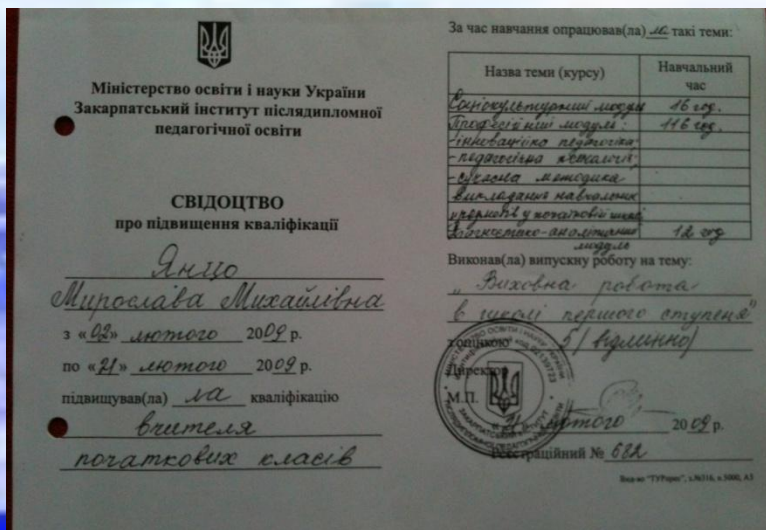 Міністерство освіти і науки України
Закарпатський інститут післядипломної
педагогічної освіти
СВІДОЦТВО
про підвищення кваліфікації
Янцо
Мирослава Михайлівна
з «02» лютого 2009 р.
по «21» лютого 2009 р.
підвищував(ла) ла кваліфікацію
вчителя
початкових класів
За час навчання опрацював(ла) ла такі теми:
Назва теми (курсу) Навчальний час
Соціокультурний модуль 16 год.
Професійний модуль: 116 год.
- інноваційна педагогіка;
- педагогічна психологія;
- сучасна методика
викладання навчальних
предметів у початковій школі
Діагностико-аналітичний модуль 12 год
Виконав(ла) випускну роботу на тему:
„Виховна робота
в школі першого ступеня"
з оцінкою 5 (відмінно)
Директор
М.П.
21 лютого 2009 р.
Реєстраційний № 682